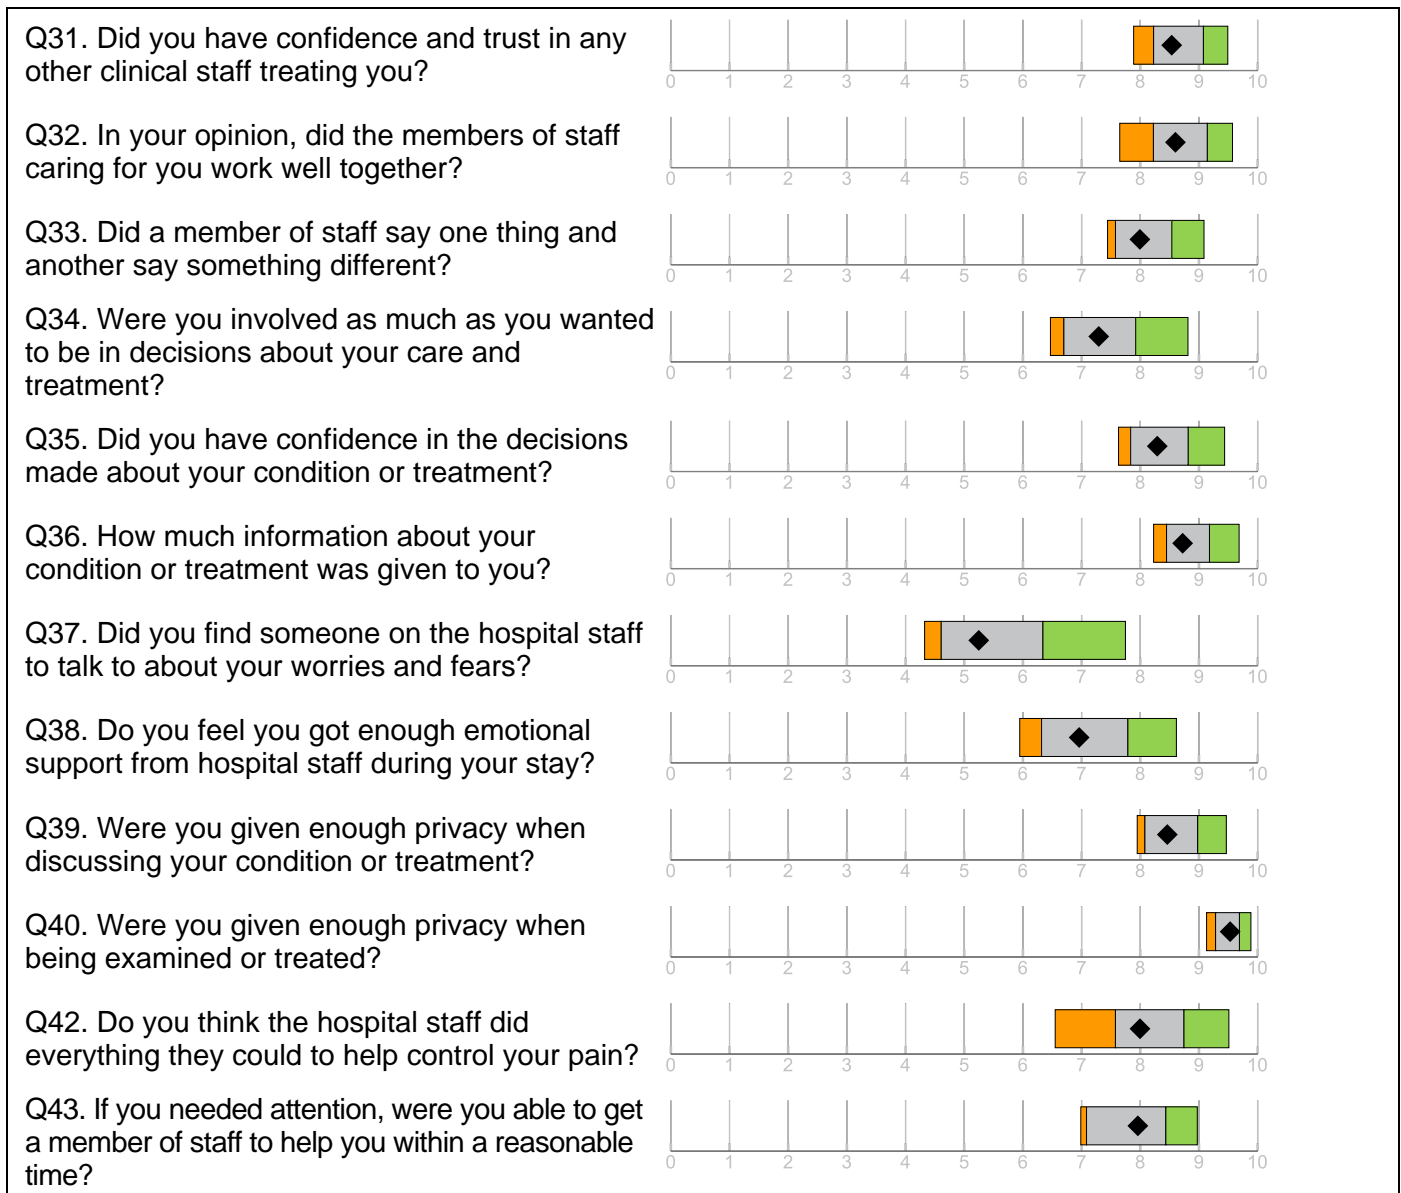 Q31. Did you have confidence and trust in any
other clinical staff treating you?
0 1 2 3 4 5 6 7 8 9 10
Q32. In your opinion, did the members of staff
caring for you work well together?
0 1 2 3 4 5 6 7 8 9 10
Q33. Did a member of staff say one thing and
another say something different?
0 1 2 3 4 5 6 7 8 9 10
Q34. Were you involved as much as you wanted
to be in decisions about your care and
treatment?
0 1 2 3 4 5 6 7 8 9 10
Q35. Did you have confidence in the decisions
made about your condition or treatment?
0 1 2 3 4 5 6 7 8 9 10
Q36. How much information about your
condition or treatment was given to you?
0 1 2 3 4 5 6 7 8 9 10
Q37. Did you find someone on the hospital staff
to talk to about your worries and fears?
0 1 2 3 4 5 6 7 8 9 10
Q38. Do you feel you got enough emotional
support from hospital staff during your stay?
0 1 2 3 4 5 6 7 8 9 10
Q39. Were you given enough privacy when
discussing your condition or treatment?
0 1 2 3 4 5 6 7 8 9 10
Q40. Were you given enough privacy when
being examined or treated?
0 1 2 3 4 5 6 7 8 9 10
Q42. Do you think the hospital staff did
everything they could to help control your pain?
0 1 2 3 4 5 6 7 8 9 10
Q43. If you needed attention, were you able to get
a member of staff to help you within a reasonable
time?
0 1 2 3 4 5 6 7 8 9 10